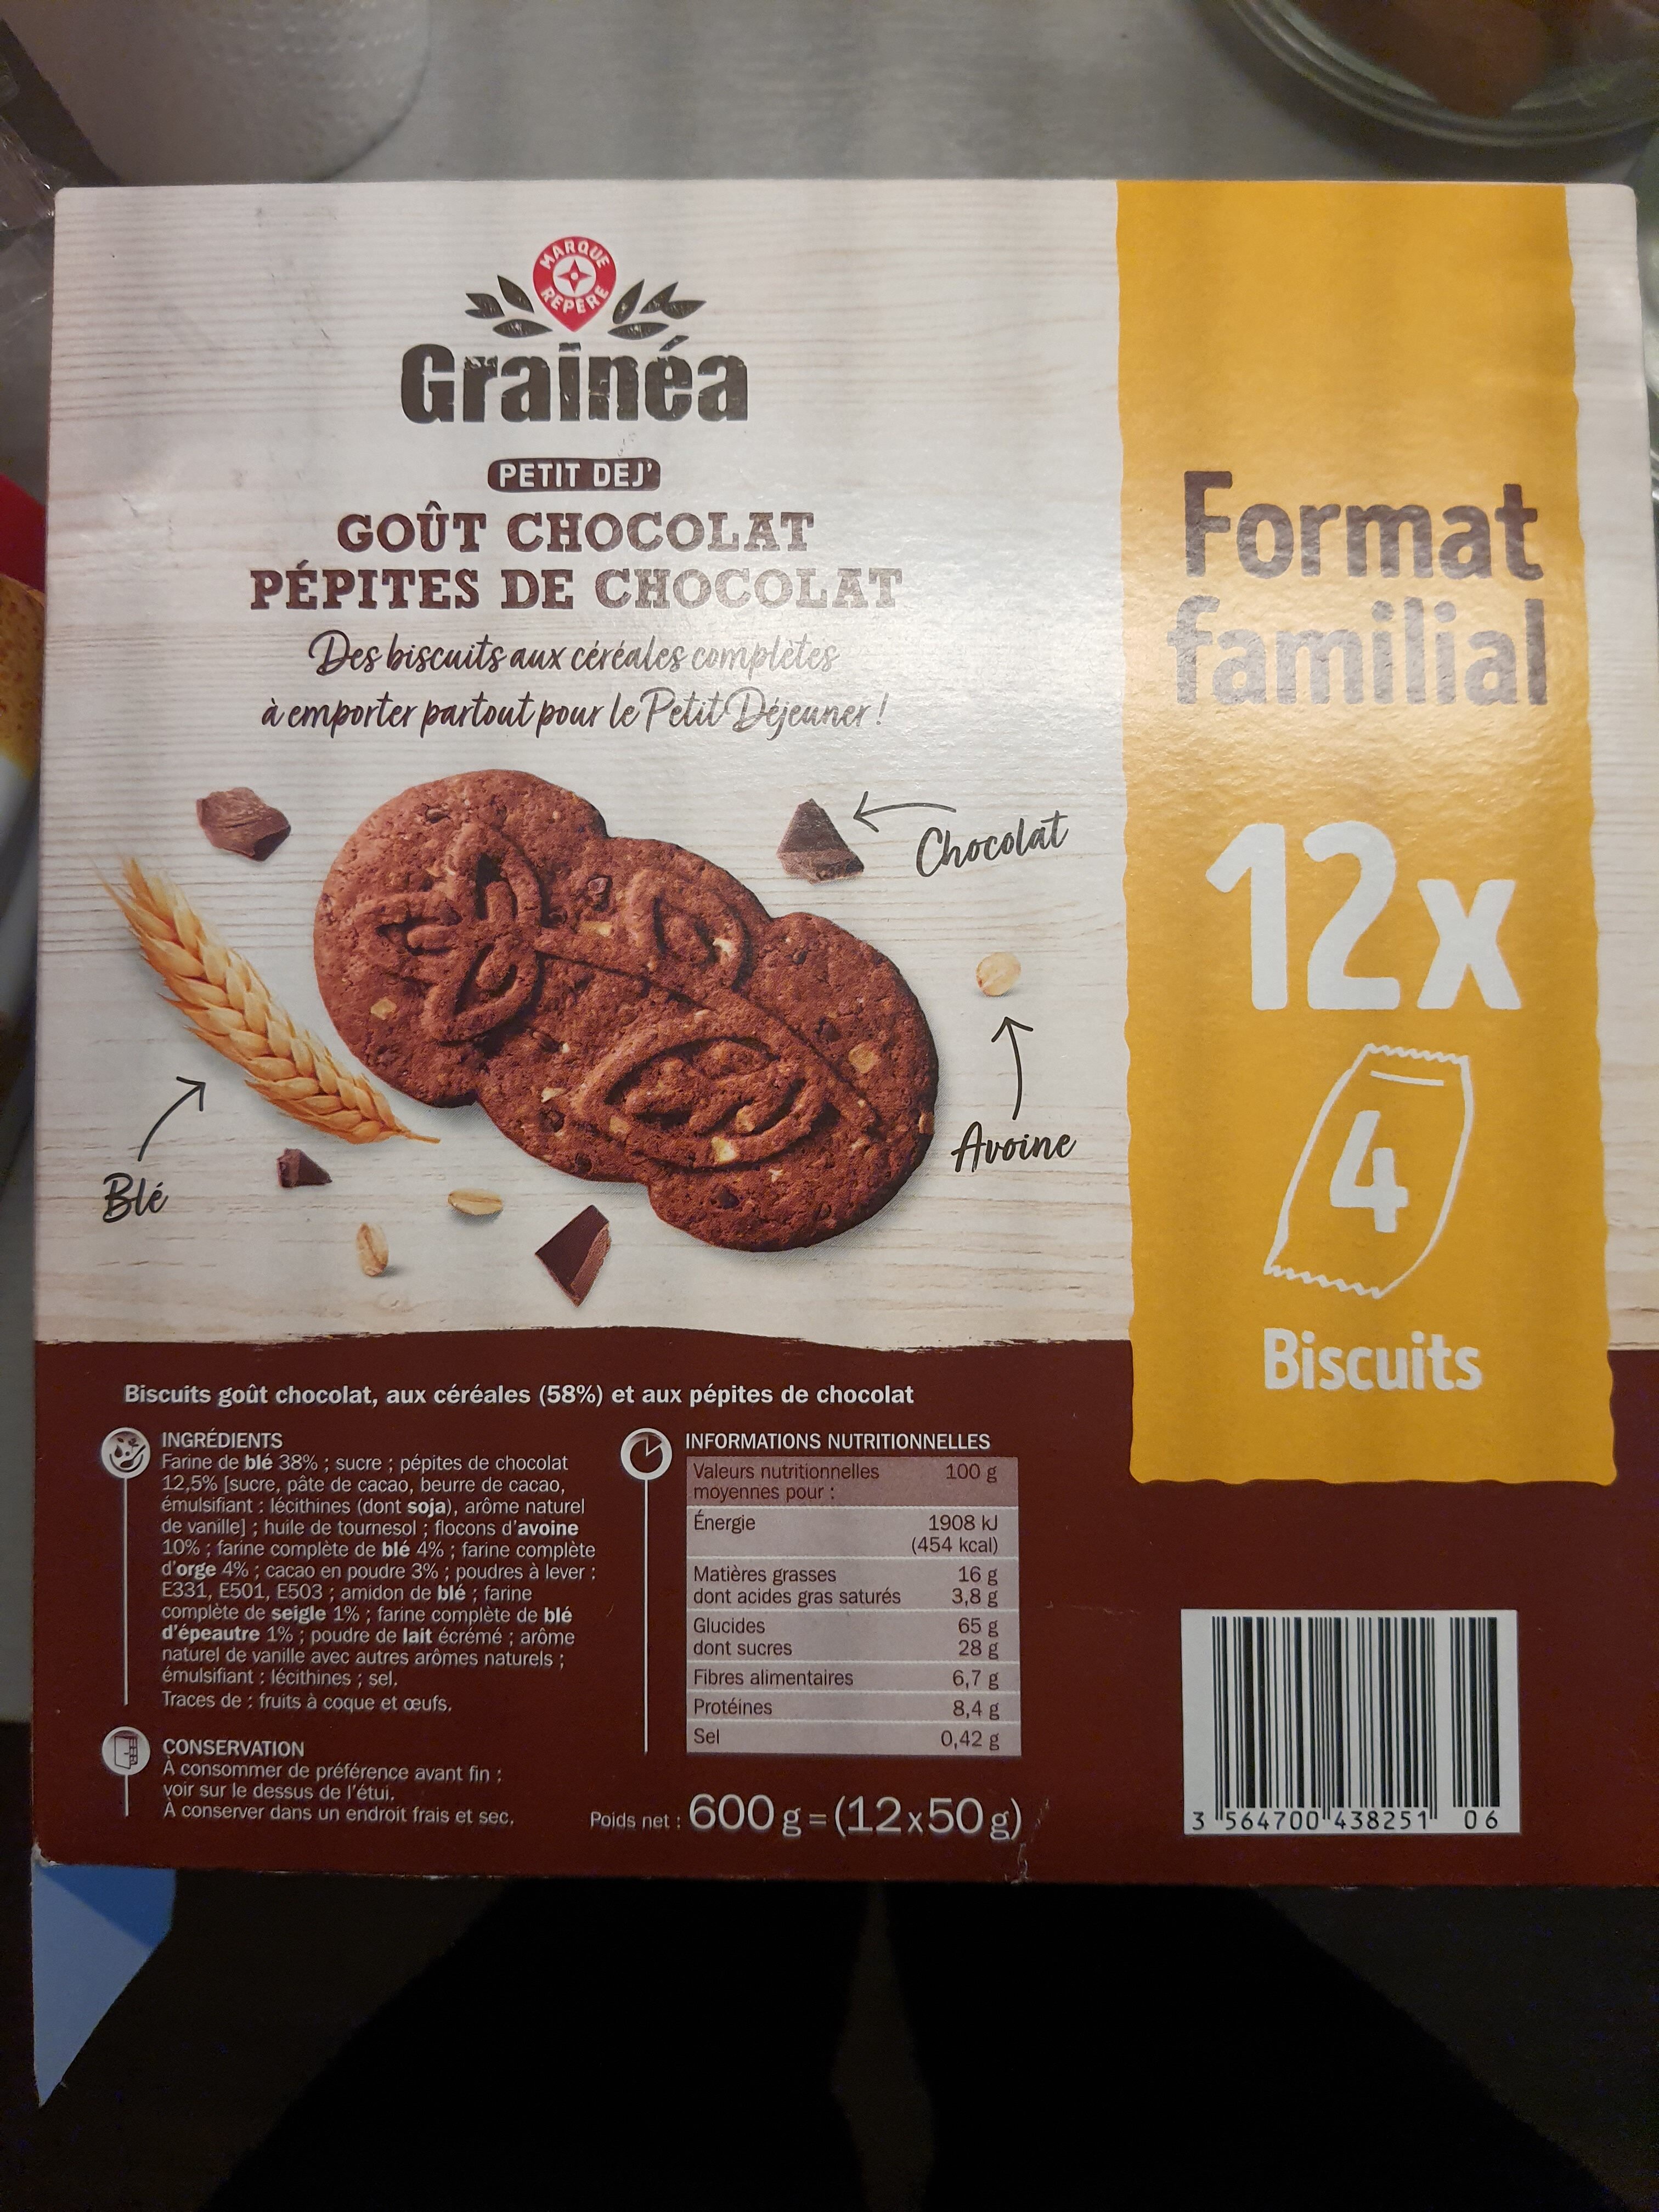 MARQUE
REPÈRE
Grainéa
PETIT DEJ'
GOÛT CHOCOLAT
PÉPITES DE CHOCOLAT
Des biscuits aux céréales complètes
à emporter partout pour le Petit Déjeuner !
Chocolat
Avoine
Blé
Format
familial
12x
4
Biscuits
Biscuits goût chocolat, aux céréales (58%) et aux pépites de chocolat
INGRÉDIENTS
Farine de blé 38% ; sucre ; pépites de chocolat
12,5% [sucre, pâte de cacao, beurre de cacao,
émulsifiant : lécithines (dont soja), arôme naturel
de vanille] ; huile de tournesol ; flocons d'avoine
10% ; farine complète de blé 4% ; farine complète
d'orge 4% ; cacao en poudre 3% ; poudres à lever :
E331, E501, E503 ; amidon de blé ; farine
complète de seigle 1% ; farine complète de blé
d'épeautre 1% ; poudre de lait écrémé ; arôme
naturel de vanille avec autres arômes naturels ;
émulsifiant : lécithines ; sel.
Traces de : fruits à coque et œufs.
CONSERVATION
À consommer de préférence avant fin :
voir sur le dessus de l'étui.
À conserver dans un endroit frais et sec.
INFORMATIONS NUTRITIONNELLES
Valeurs nutritionnelles 100 g
moyennes pour :
Énergie 1908 kJ
(454 kcal)
Matières grasses 16 g
dont acides gras saturés 3,8 g
Glucides 65 g
dont sucres 28 g
Fibres alimentaires 6,7 g
Protéines 8,4 g
Sel 0,42 g
Poids net : 600 g = (12x50 g)
3 564700 438251 06